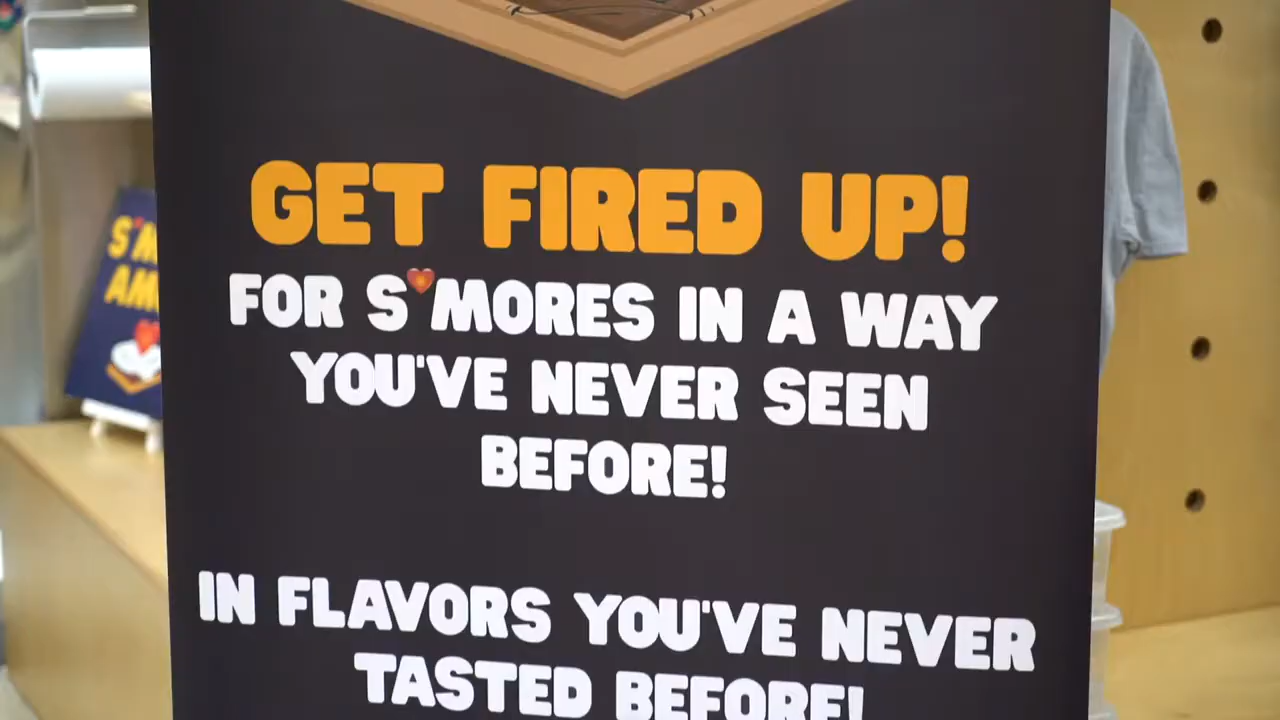 GET FIRED UP!
FOR S'MORES IN A WAY
YOU'VE NEVER SEEN
BEFORE!
IN FLAVORS YOU'VE NEVER
TASTED BEFORE!